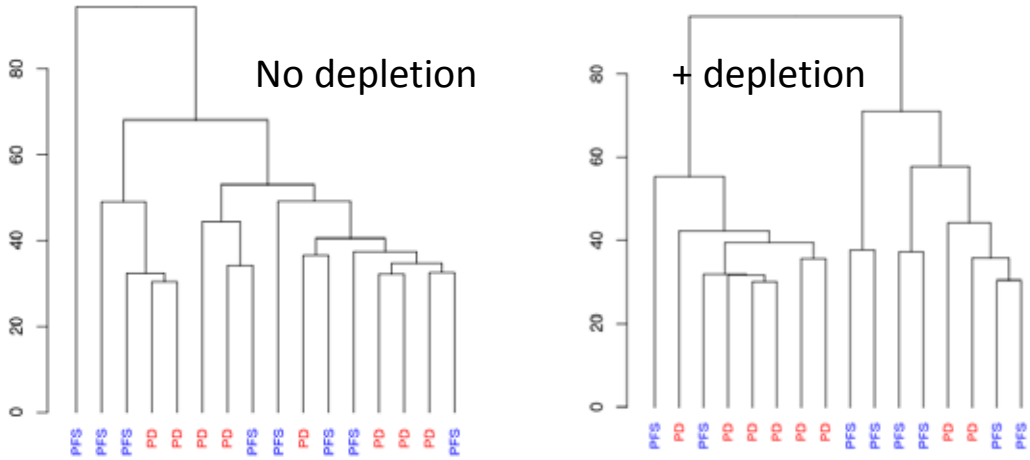 No depletion
80
60
40
20
0
PFS PFS PFS PD PD PD PD PFS PFS PD PFS PFS PD PD PD PFS
+ depletion
80
60
40
20
0
PFS PD PFS PD PD PD PD PD PFS PFS PFS PFS PD PD PFS PFS